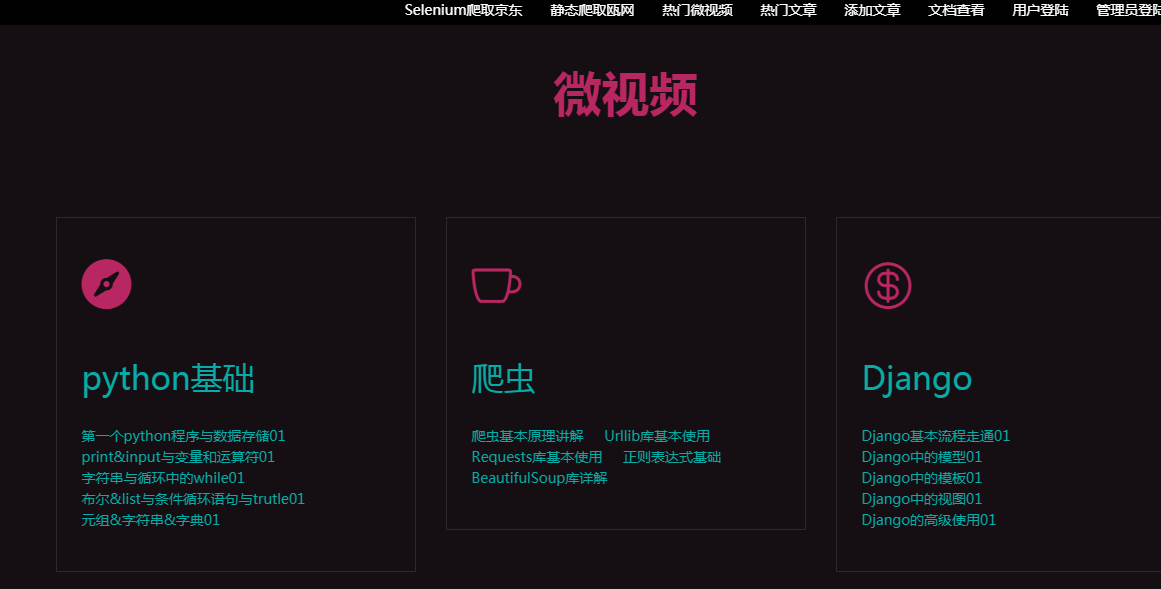 Selenium爬取京东 静态爬取瓯网 热门微视频 热门文章 添加文章 文档查看 用户登陆 管理员登陆
微视频
python基础
第一个python程序与数据存储01
print&input与变量和运算符01
字符串与循环中的while01
布尔&list与条件循环语句与trutle01
元组&字符串&字典01
爬虫
爬虫基本原理讲解 Urllib库基本使用
Requests库基本使用 正则表达式基础
BeautifulSoup库详解
Django
Django基本流程走通01
Django中的模型01
Django中的模板01
Django中的视图01
Django的高级使用01